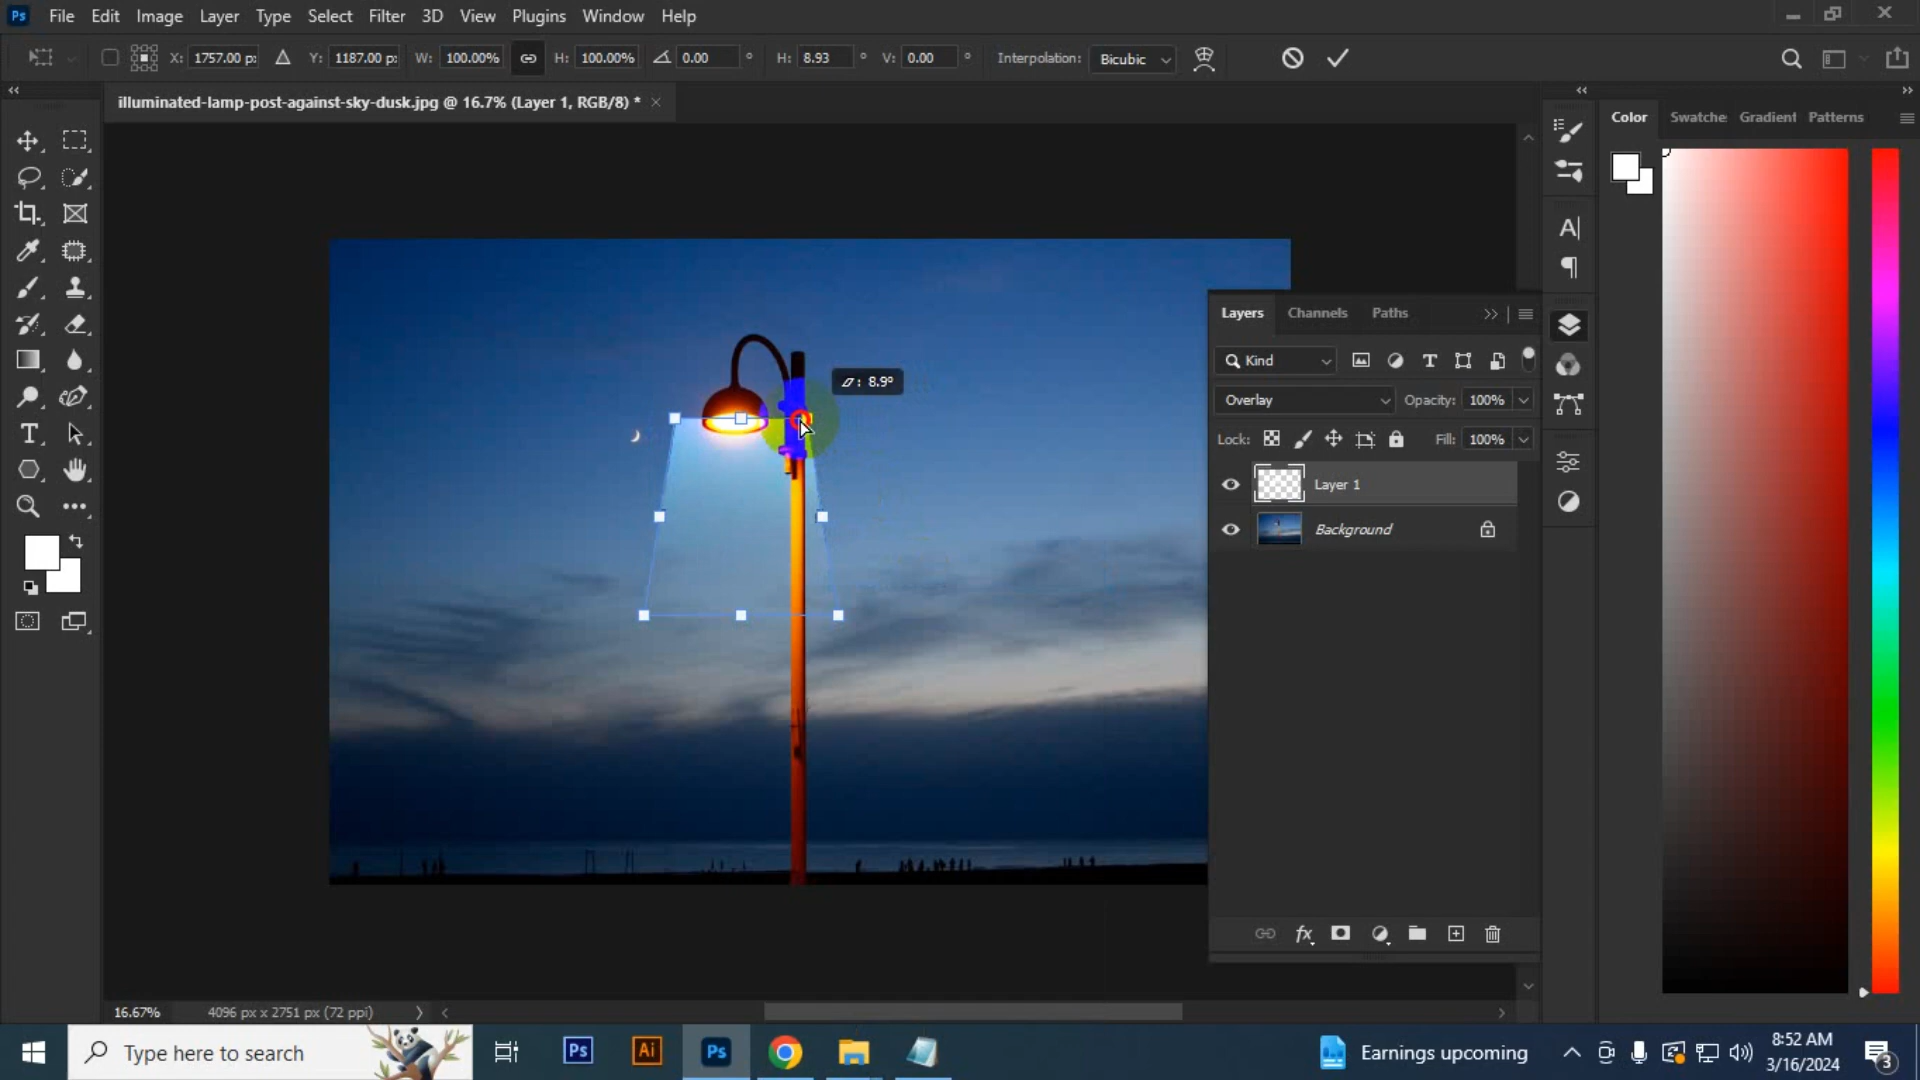 Ps File Edit Image Layer Type Select Filter 3D View Plugins Window Help
X: 1757.00 p: Y: 1187.00 p: W: 100.00% H: 100.00% 0.00 ° H: 8.93 ° V: 0.00 ° Interpolation: Bicubic
illuminated-lamp-post-against-sky-dusk.jpg @ 16.7% (Layer 1, RGB/8) *
Color Swatche Gradient Patterns
Layers Channels Paths
Kind
: 8.9°
Overlay Opacity: 100%
Lock: Fill: 100%
Layer 1
Background
16.67% 4096 px x 2751 px (72 ppi)
Type here to search Ps Ai Ps Earnings upcoming 8:52 AM
3/16/2024
3